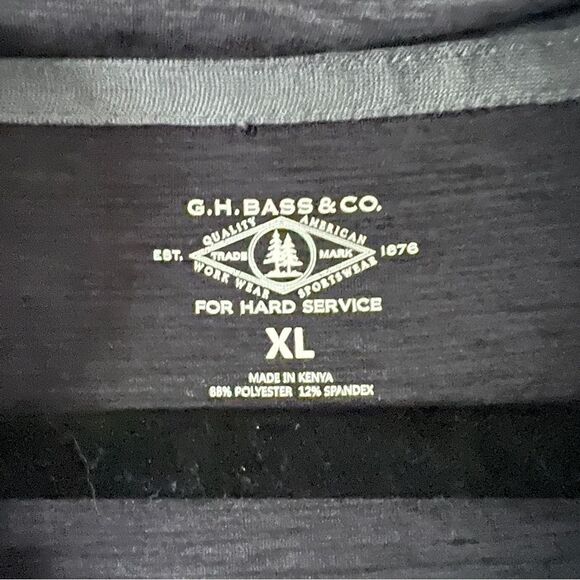 G.H. BASS & CO.
QUALITY AMERICAN
EST. TRADE MARK 1876
WORK WEAR SPORTSWEAR
FOR HARD SERVICE
XL
MADE IN KENYA
88% POLYESTER 12% SPANDEX